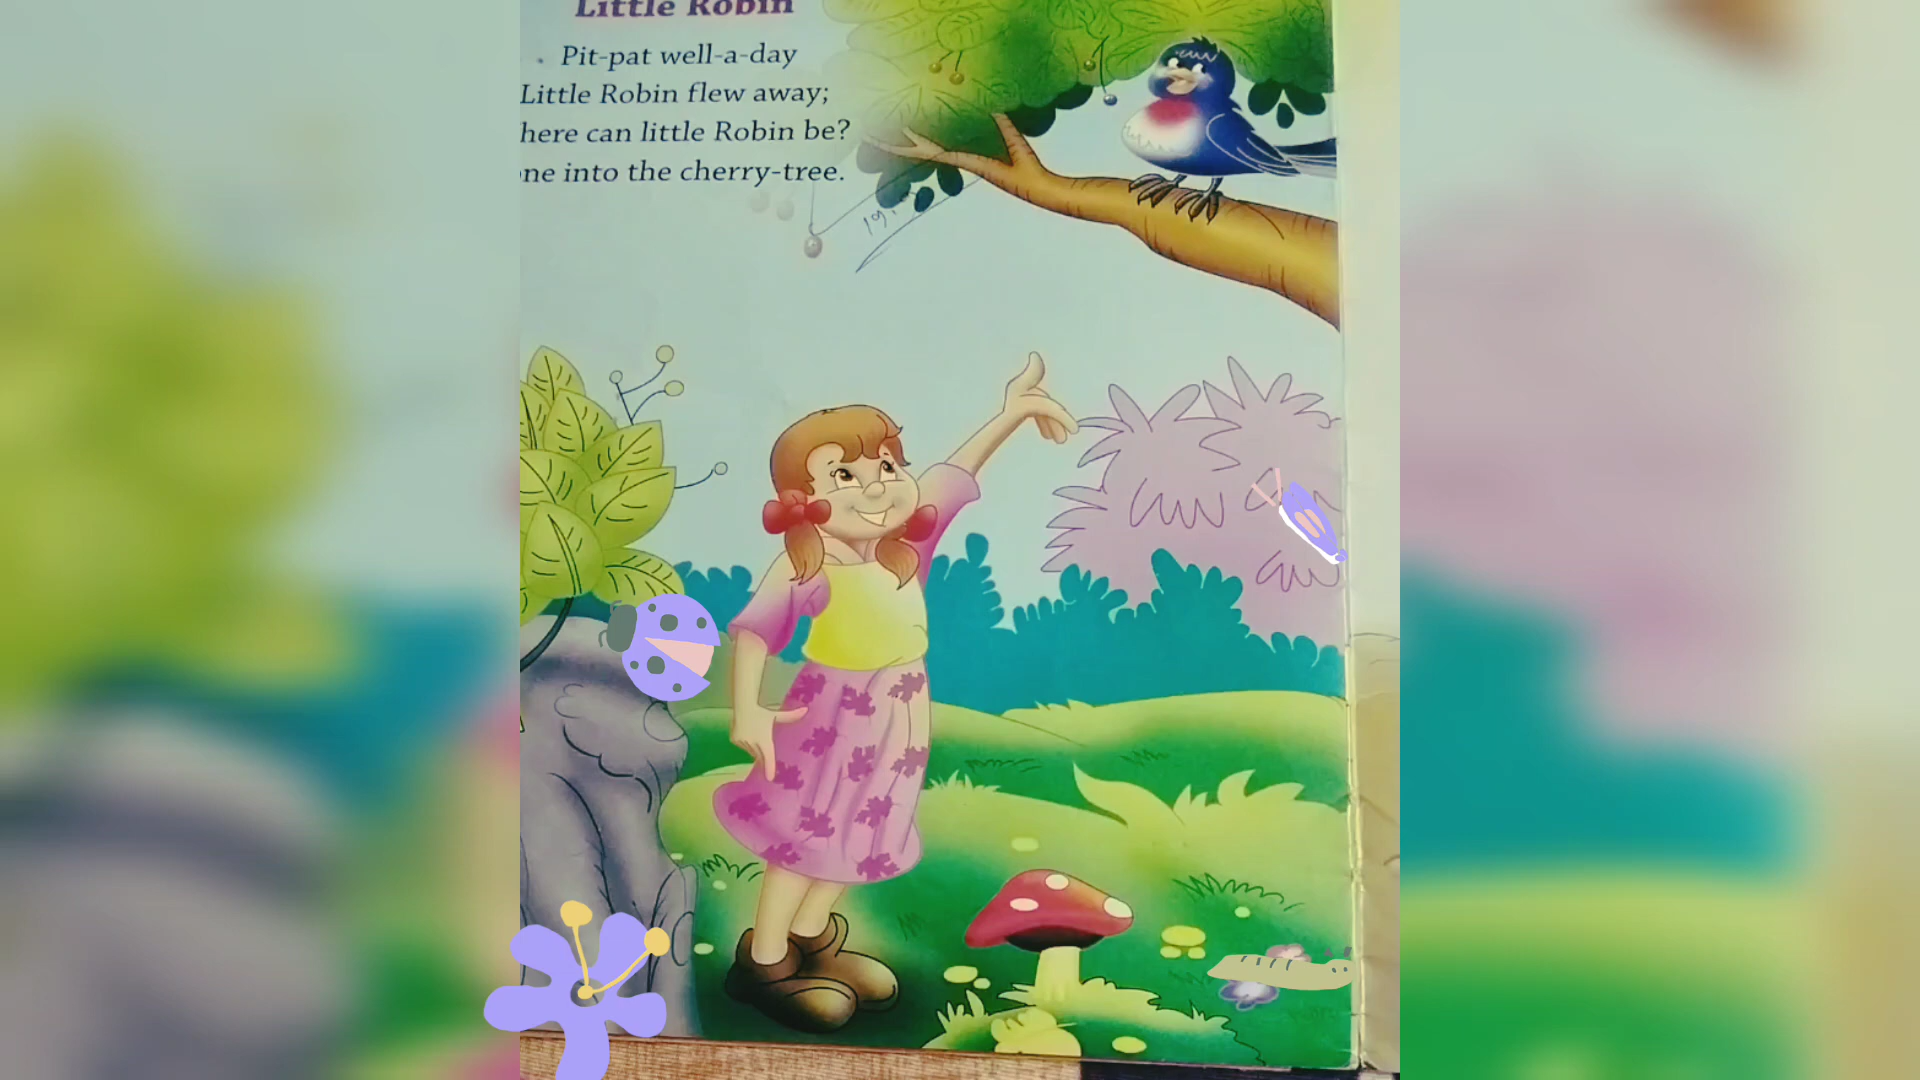 Little Robin
Pit-pat well-a-day
Little Robin flew away;
here can little Robin be?
ne into the cherry-tree.